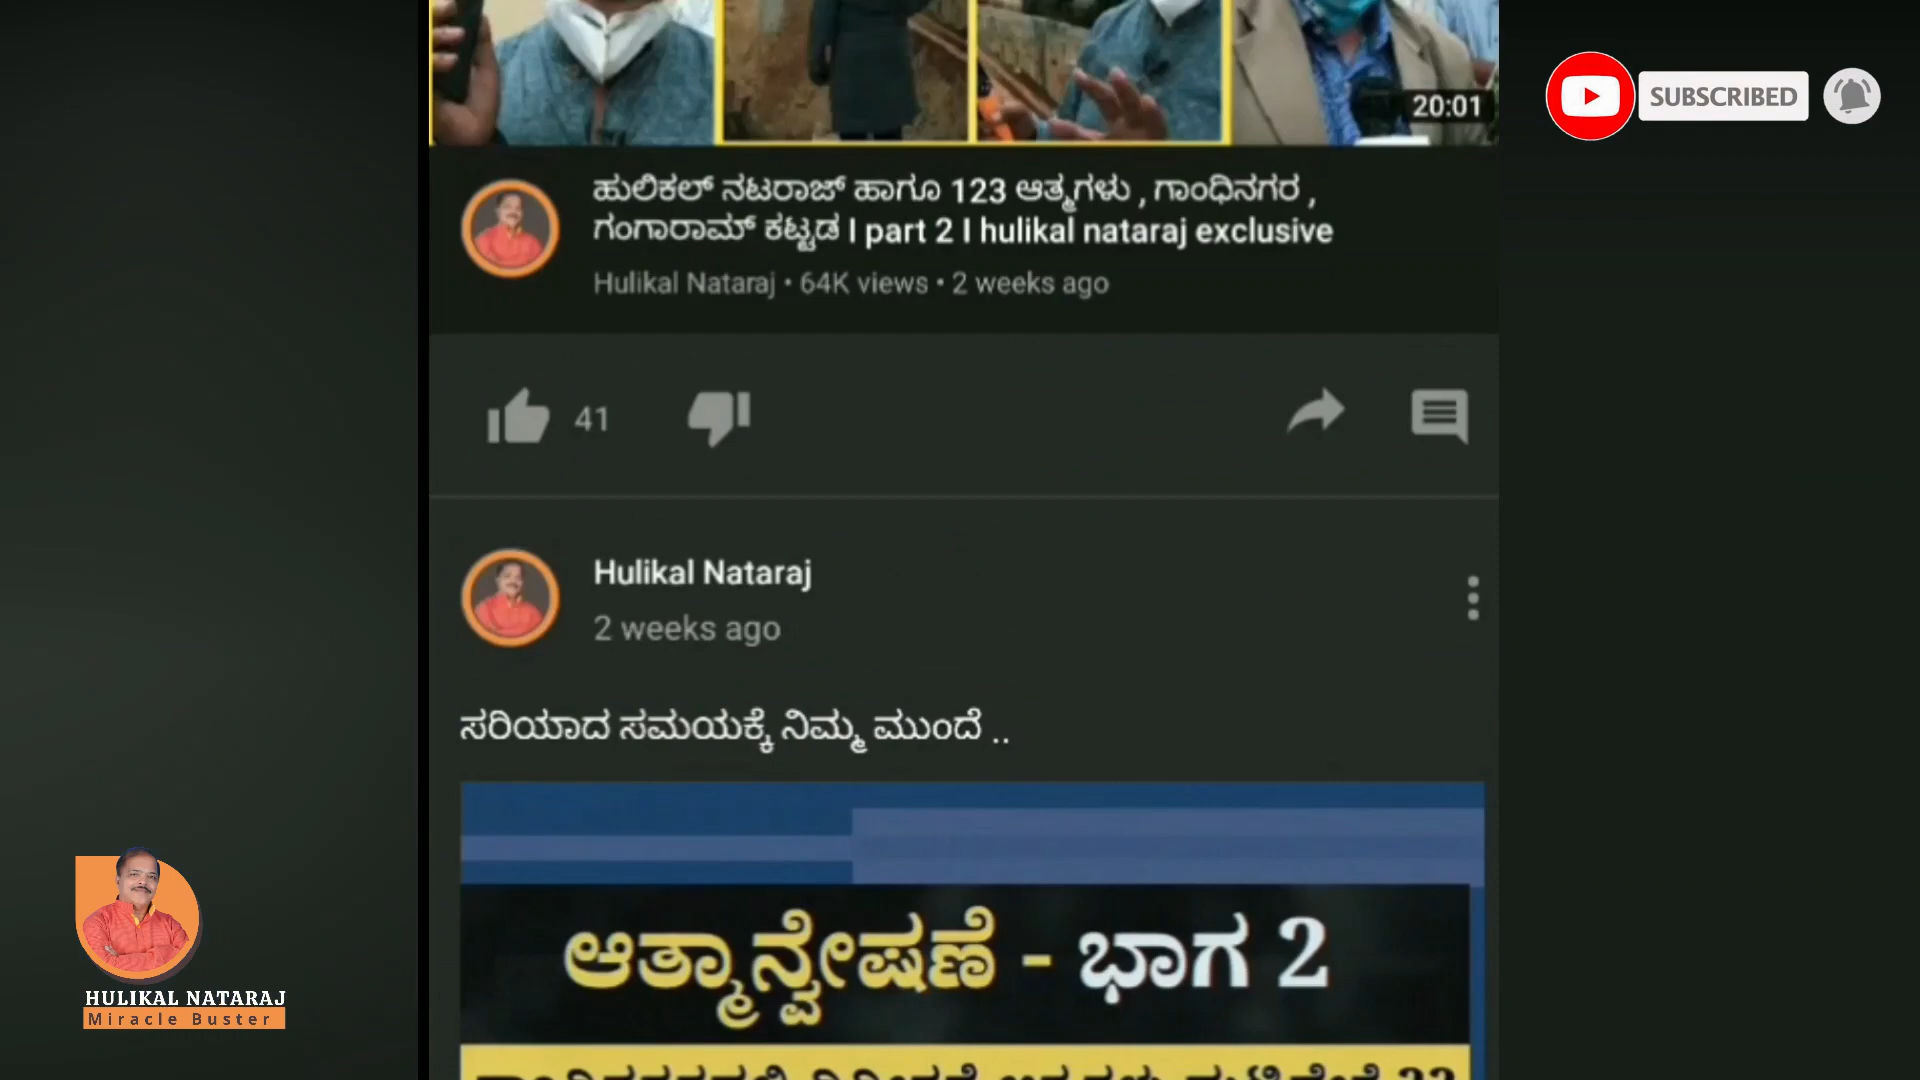 20:01
SUBSCRIBED
ಹುಲಿಕಲ್ ನಟರಾಜ್ ಹಾಗೂ 123 ಆತ್ಮಗಳು , ಗಾಂಧಿನಗರ ,
ಗಂಗಾರಾಮ್ ಕಟ್ಟಡ I part 2 I hulikal nataraj exclusive
Hulikal Nataraj • 64K views • 2 weeks ago
41
Hulikal Nataraj
2 weeks ago
ಸರಿಯಾದ ಸಮಯಕ್ಕೆ ನಿಮ್ಮ ಮುಂದೆ ..
ಆತ್ಮಾನ್ವೇಷಣೆ - ಭಾಗ 2
HULIKAL NATARAJ
Miracle Buster